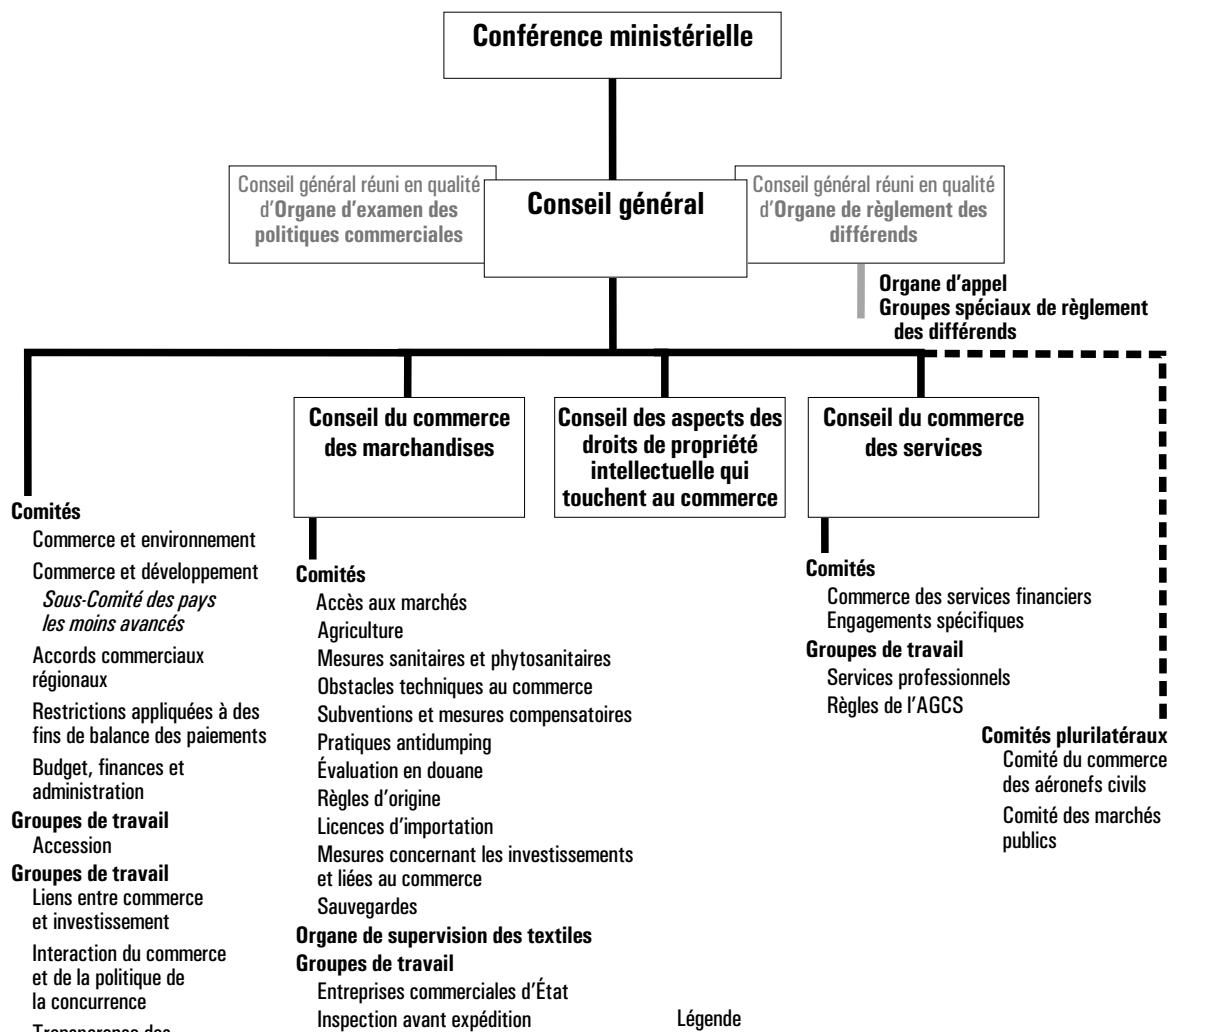 Conférence ministérielle
Conseil général réuni en qualité
d'Organe d'examen des
politiques commerciales
Conseil général
Conseil général réuni en qualité
d'Organe de règlement des
différends
Organe d'appel
Groupes spéciaux de règlement
des différends
Conseil du commerce
des marchandises
Conseil des aspects des
droits de propriété
intellectuelle qui
touchent au commerce
Conseil du commerce
des services
Comités
Commerce et environnement
Commerce et développement
Sous-Comité des pays
les moins avancés
Accords commerciaux
régionaux
Restrictions appliquées à des
fins de balance des paiements
Budget, finances et
administration
Groupes de travail
Accession
Groupes de travail
Liens entre commerce
et investissement
Interaction du commerce
et de la politique de
la concurrence
Transparence des
Comités
Accès aux marchés
Agriculture
Mesures sanitaires et phytosanitaires
Obstacles techniques au commerce
Subventions et mesures compensatoires
Pratiques antidumping
Évaluation en douane
Règles d'origine
Licences d'importation
Mesures concernant les investissements
et liées au commerce
Sauvegardes
Organe de supervision des textiles
Groupes de travail
Entreprises commerciales d'État
Inspection avant expédition
Comités
Commerce des services financiers
Engagements spécifiques
Groupes de travail
Services professionnels
Règles de l'AGCS
Comités plurilatéraux
Comité du commerce
des aéronefs civils
Comité des marchés
publics
Légende